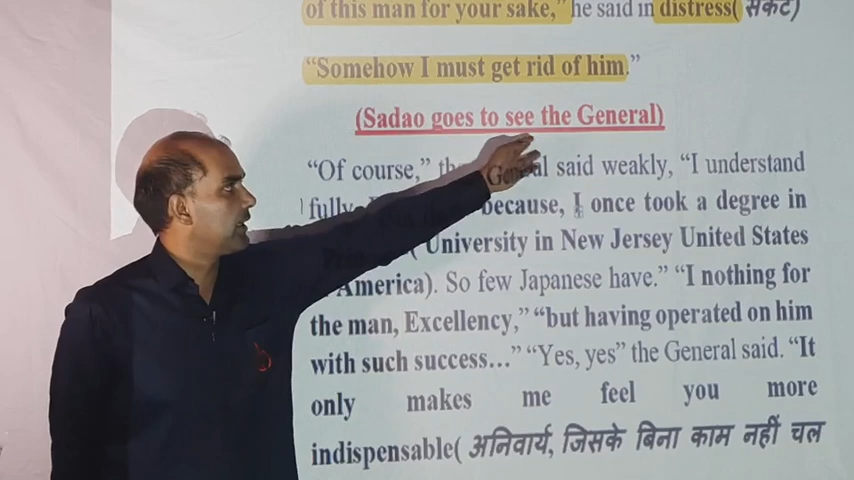 of this man for your sake," he said in distress( संकट)
"Somehow I must get rid of him."
(Sadao goes to see the General)
"Of course," the General said weakly, "I understand
fully. because, I once took a degree in
( University in New Jersey United States
America). So few Japanese have." "I nothing for
the man, Excellency," "but having operated on him
with such success…" "Yes, yes" the General said. "It
only makes me feel you more
indispensable( अनिवार्य, जिसके बिना काम नहीं चल